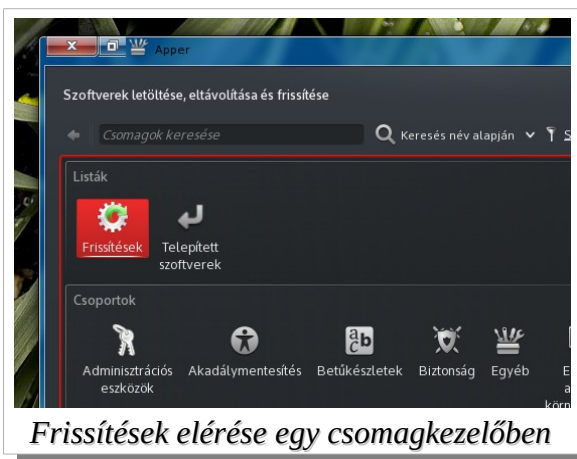 Apper
Szoftverek letöltése, eltávolítása és frissítése
Csomagok keresése
Keresés név alapján
Listák
Frissítések
Telepített
szoftverek
Csoportok
Adminisztrációs
eszközök
Akadálymentesítés
Betűkészletek
Biztonság
Egyéb
Frissítések elérése egy csomagkezelőben